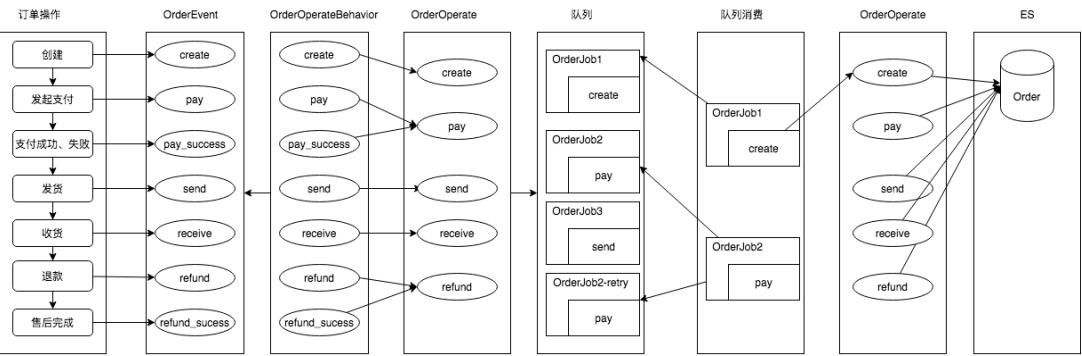 订单操作
OrderEvent
OrderOperateBehavior
OrderOperate
队列
队列消费
OrderOperate
ES
创建
发起支付
支付成功、失败
发货
收货
退款
售后完成
create
pay
pay_success
send
receive
refund
refund_sucess
create
pay
pay_success
send
receive
refund
refund_sucess
create
pay
send
receive
refund
OrderJob1
create
OrderJob2
pay
OrderJob3
send
OrderJob2-retry
pay
OrderJob1
create
OrderJob2
pay
create
pay
send
receive
refund
Order